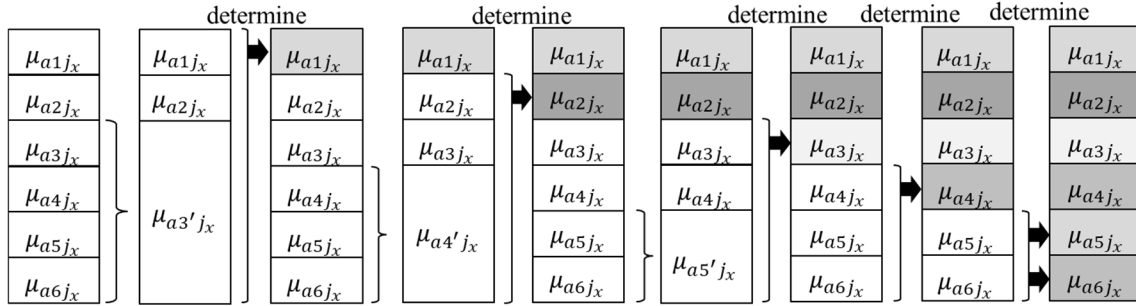 determine determine determine determine determine
μa1jx μa1jx μa1jx μa1jx μa1jx μa1jx μa1jx μa1jx μa1jx
μa2jx μa2jx μa2jx μa2jx μa2jx μa2jx μa2jx μa2jx μa2jx
μa3jx μa3jx μa3jx μa3jx μa3jx μa3jx μa3jx μa3jx
μa4jx μa4jx μa4jx μa4jx μa4jx μa4jx μa4jx
μa3′jx μa4′jx
μa5jx μa5jx μa5jx μa5jx μa5jx μa5jx
μa5′jx
μa6jx μa6jx μa6jx μa6jx μa6jx μa6jx